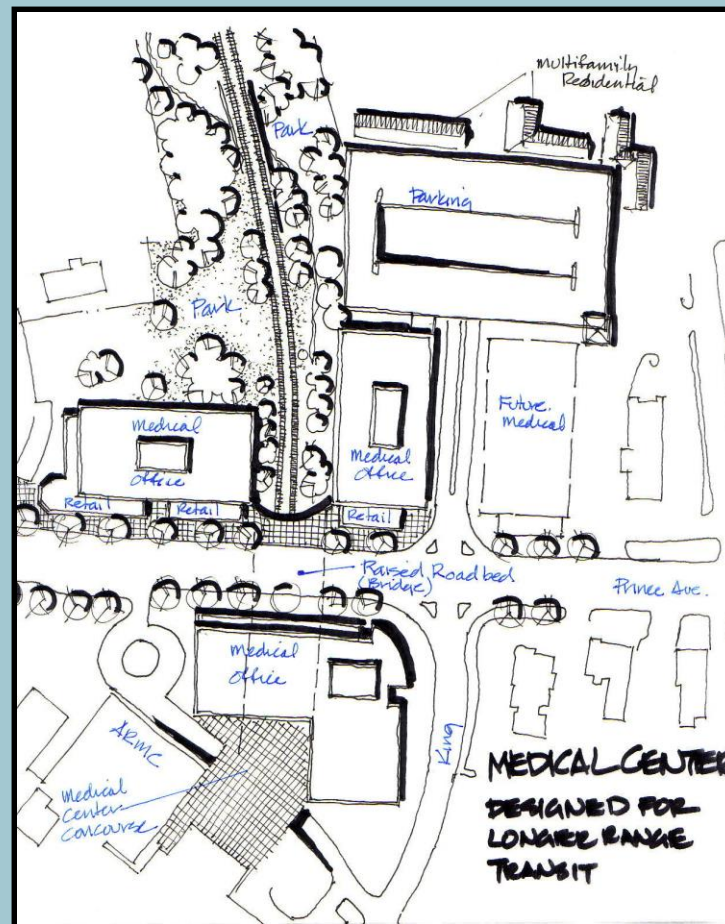 multifamily
Residential
Park
Parking
Park
Future
Medical
Medical
Office
Medical
Office
Retail
Retail
Retail
Raised Roadbed
(Bridge)
Prince Ave.
Medical
Office
ARMC
King
Medical
Center
Concourse
MEDICAL CENTER
DESIGNED FOR
LONGER RANGE
TRANSIT